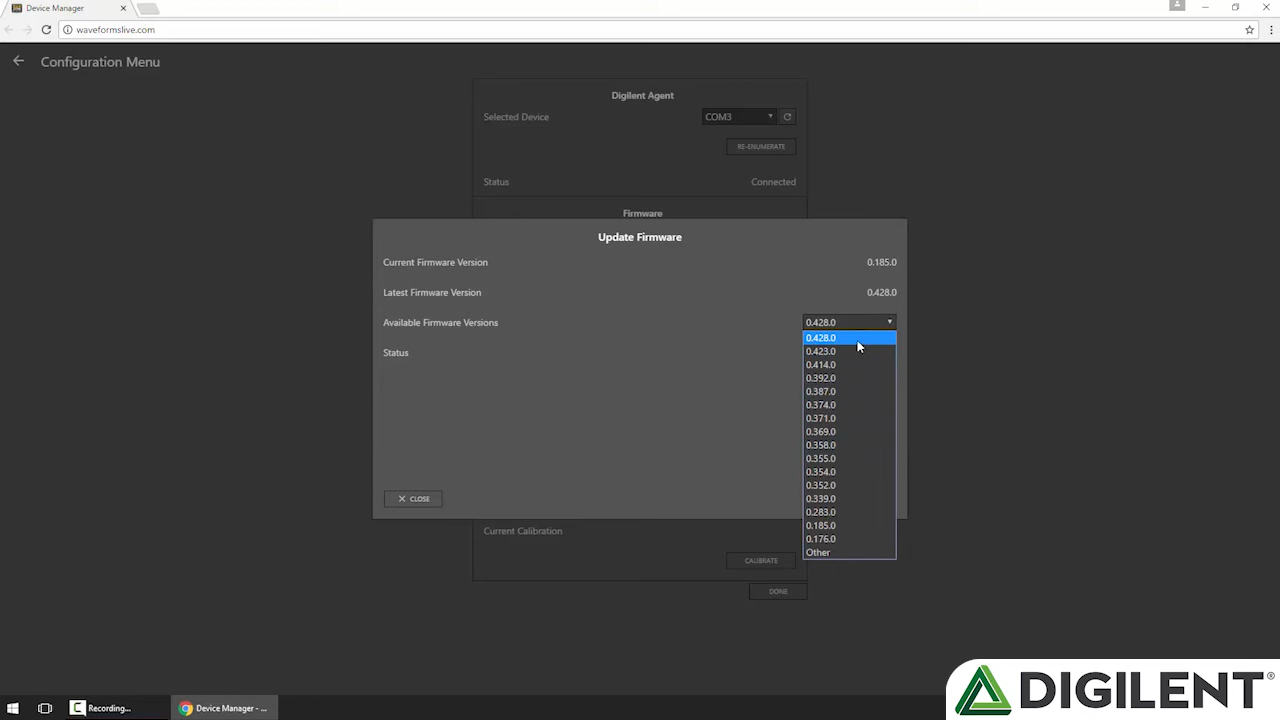 Device Manager
waveformslive.com
Configuration Menu
Digilent Agent
Selected Device
COM3
RE-ENUMERATE
Status
Connected
Firmware
Update Firmware
Current Firmware Version
0.185.0
Latest Firmware Version
0.428.0
Available Firmware Versions
0.428.0
0.428.0
0.423.0
Status
0.414.0
0.392.0
0.387.0
0.374.0
0.371.0
0.369.0
0.358.0
0.355.0
0.354.0
0.352.0
0.339.0
0.283.0
0.185.0
0.176.0
Other
CLOSE
Current Calibration
CALIBRATE
DONE
Recording...
Device Manager - ...
DIGILENT®